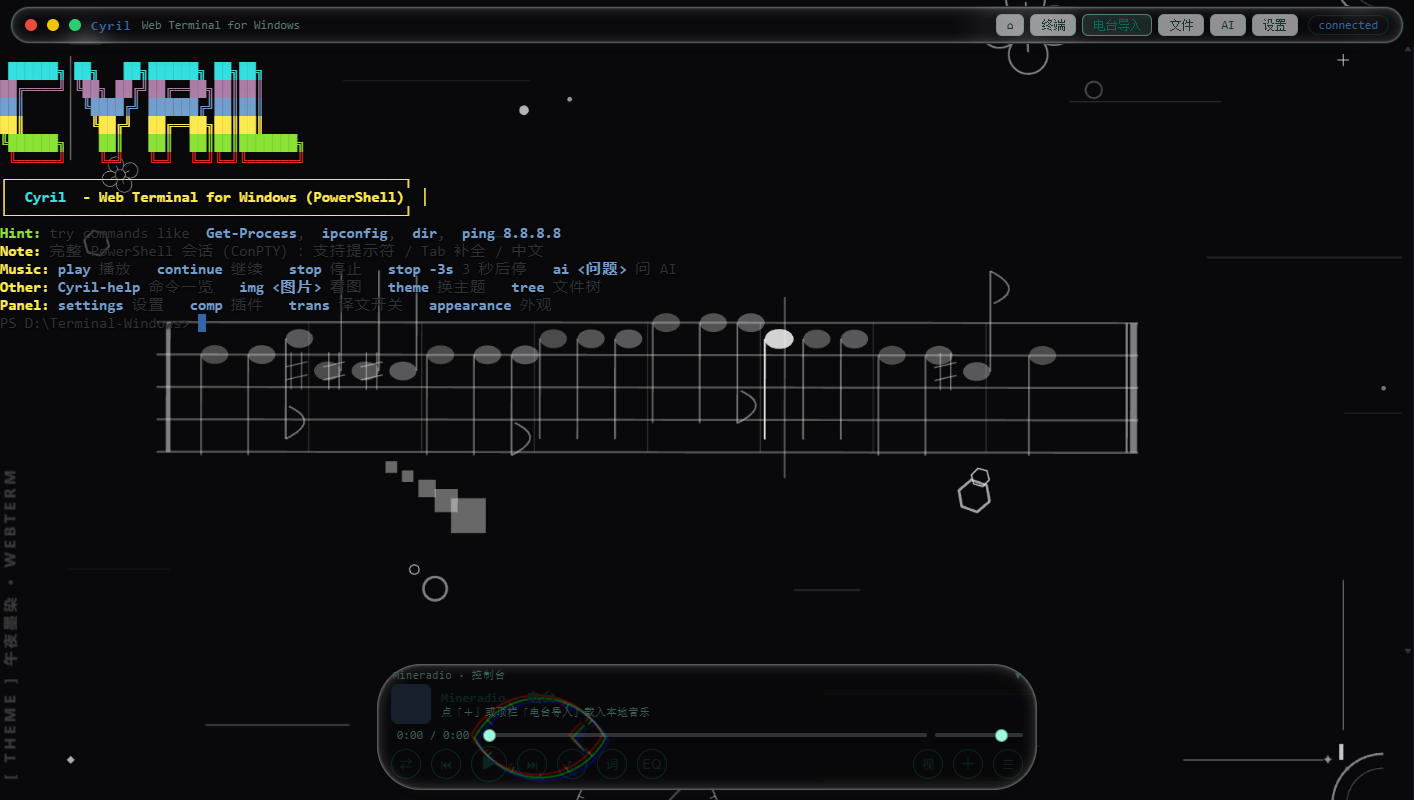 Cyril Web Terminal for Windows
⌂ 终端 电台导入 文件 AI 设置 connected
CYRIL
Cyril - Web Terminal for Windows (PowerShell)
Hint: try commands like Get-Process, ipconfig, dir, ping 8.8.8.8
Note: 完整 PowerShell 会话 (ConPTY) : 支持提示符 / Tab 补全 / 中文
Music: play 播放 continue 继续 stop 停止 stop -3s 3 秒后停 ai <问题> 问 AI
Other: Cyril-help 命令一览 img <图片> 看图 theme 换主题 tree 文件树
Panel: settings 设置 comp 插件 trans 译文开关 appearance 外观
PS D:\Terminal-Windows>
[ THEME ] 午夜墨染 • WEBTERM
Mineradio · 控制台
Mineradio
点「＋」或顶栏「电台导入」载入本地音乐
0:00 / 0:00
词 EQ 视